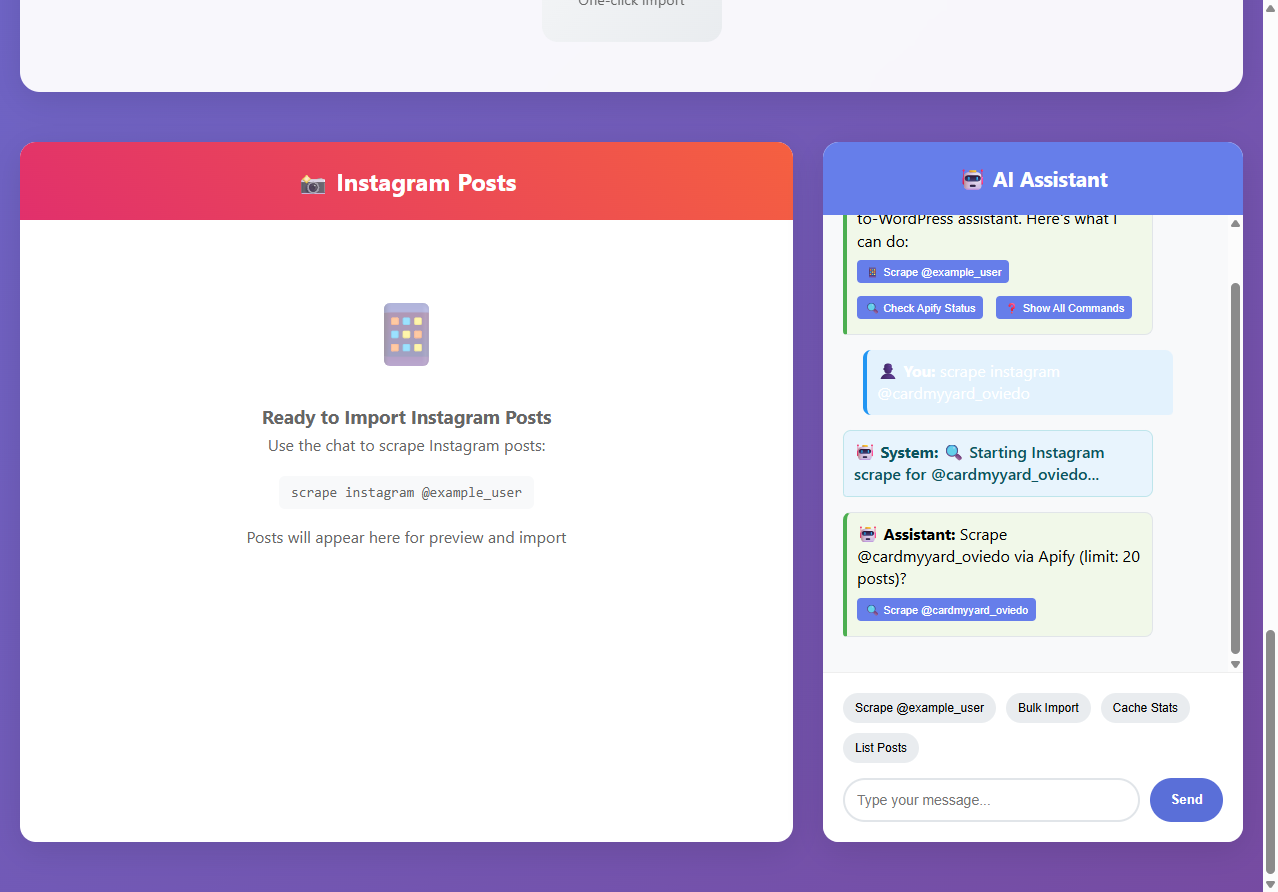 One-click import
Instagram Posts
Ready to Import Instagram Posts
Use the chat to scrape Instagram posts:
scrape instagram @example_user
Posts will appear here for preview and import
AI Assistant
to-WordPress assistant. Here's what I
can do:
Scrape @example_user
Check Apify Status
Show All Commands
You: scrape instagram
@cardmyyard_oviedo
System: Starting Instagram
scrape for @cardmyyard_oviedo...
Assistant: Scrape
@cardmyyard_oviedo via Apify (limit: 20
posts)?
Scrape @cardmyyard_oviedo
Scrape @example_user
Bulk Import
Cache Stats
List Posts
Type your message...
Send